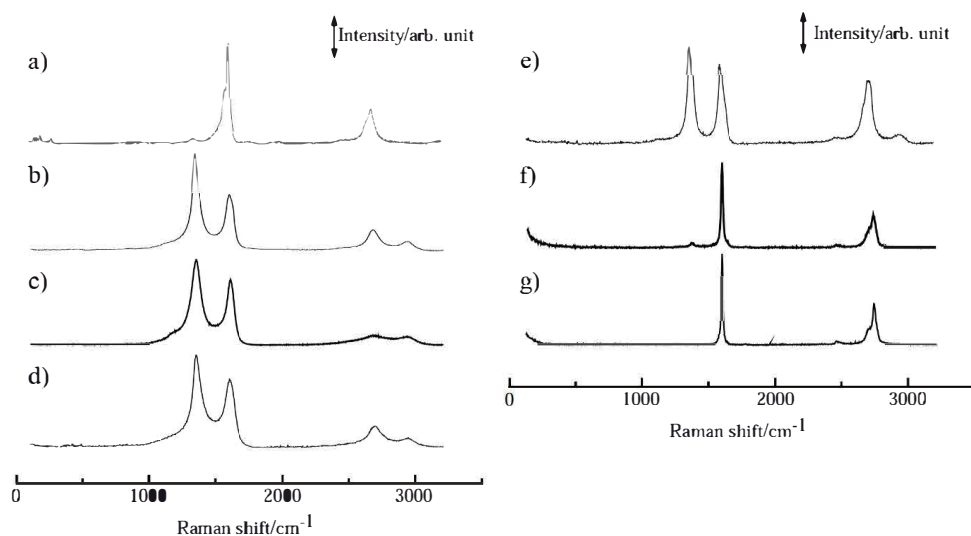 Intensity/arb. unit
a)
b)
c)
d)
0 1000 2000 3000
Raman shift/cm-1
Intensity/arb. unit
e)
f)
g)
0 1000 2000 3000
Raman shift/cm-1